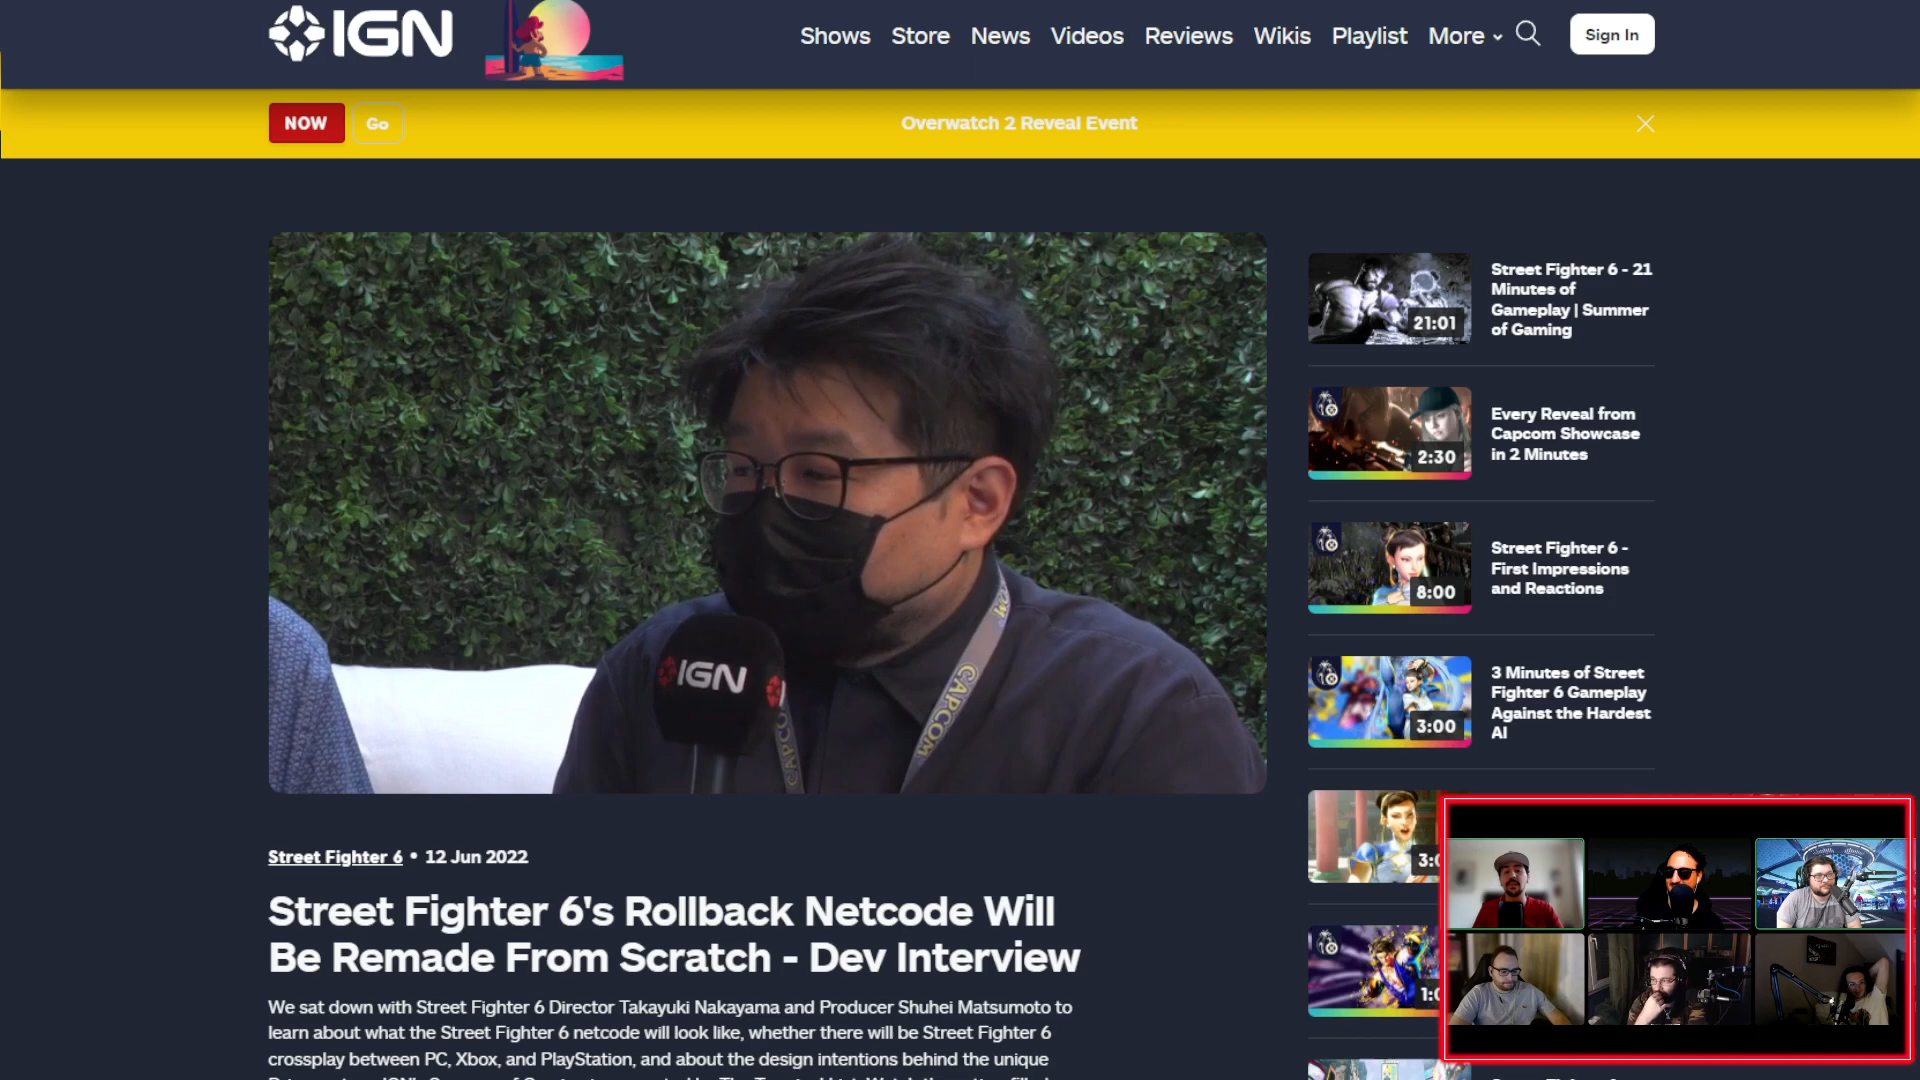 IGN
Shows Store News Videos Reviews Wikis Playlist More
Sign In
NOW Go Overwatch 2 Reveal Event
IGN
CAPCOM
CAPCOM
Street Fighter 6 • 12 Jun 2022
Street Fighter 6's Rollback Netcode Will
Be Remade From Scratch - Dev Interview
We sat down with Street Fighter 6 Director Takayuki Nakayama and Producer Shuhei Matsumoto to
learn about what the Street Fighter 6 netcode will look like, whether there will be Street Fighter 6
crossplay between PC, Xbox, and PlayStation, and about the design intentions behind the unique
21:01
Street Fighter 6 - 21
Minutes of
Gameplay | Summer
of Gaming
2:30
Every Reveal from
Capcom Showcase
in 2 Minutes
8:00
Street Fighter 6 -
First Impressions
and Reactions
3:00
3 Minutes of Street
Fighter 6 Gameplay
Against the Hardest
AI